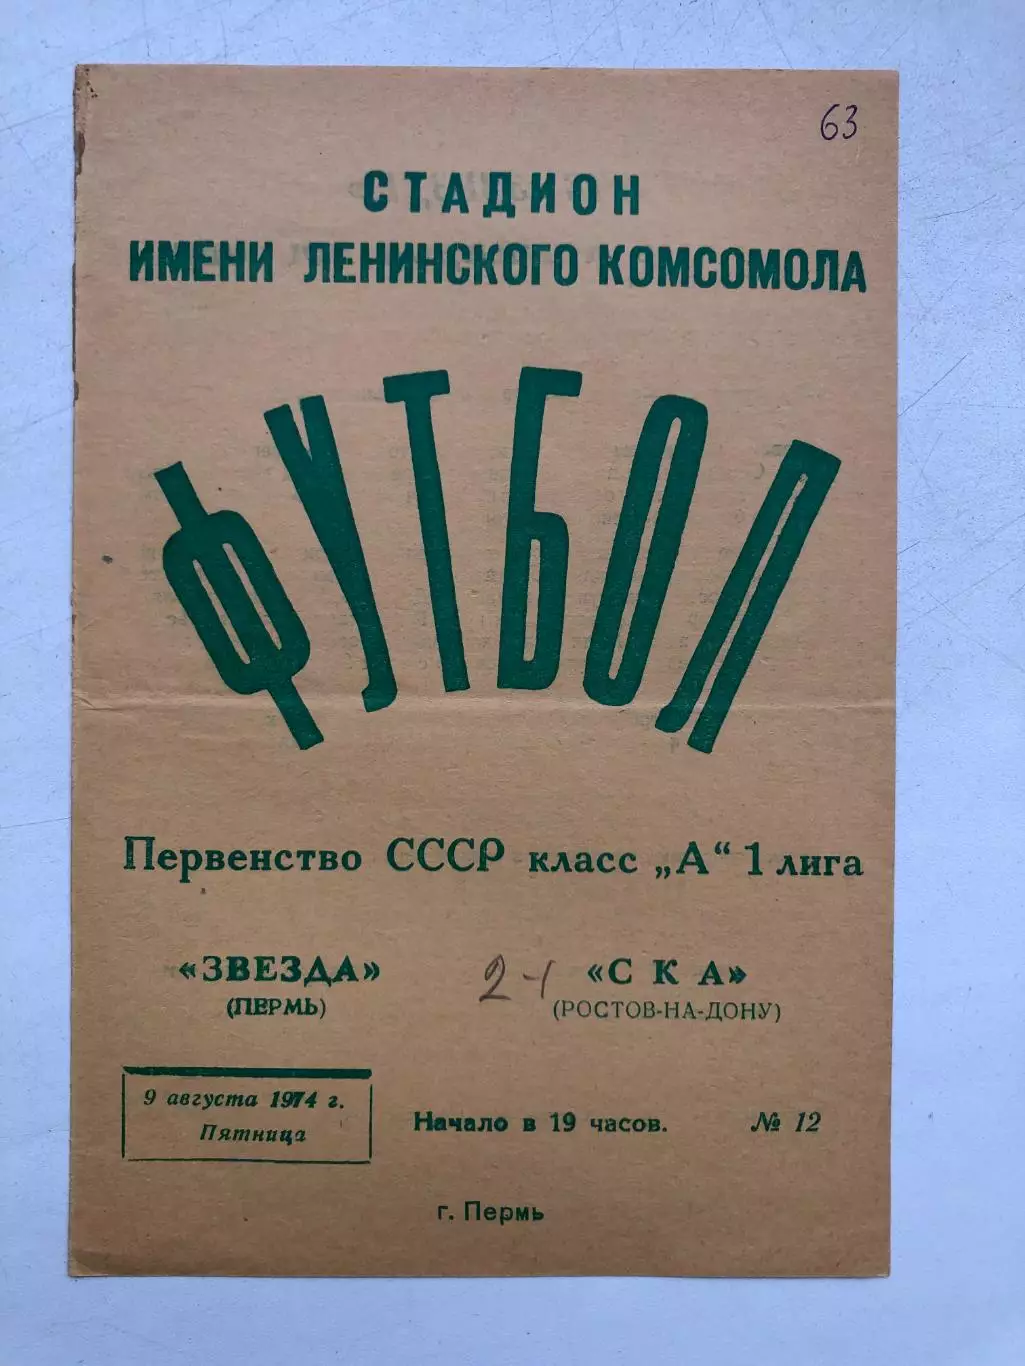 63
СТАДИОН
ИМЕНИ ЛЕНИНСКОГО КОМСОМОЛА
ФУТБОЛ
Первенство СССР класс „А“ 1 лига
«ЗВЕЗДА» 2-1 «СКА»
(ПЕРМЬ) (РОСТОВ-НА-ДОНУ)
9 августа 1974 г.
Пятница
Начало в 19 часов. № 12
г. Пермь